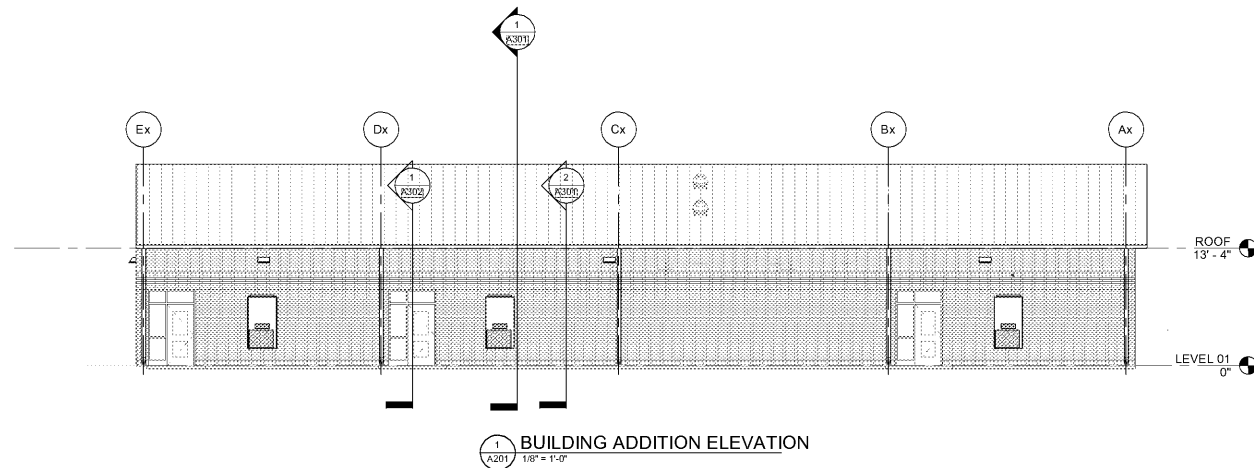 1
A301
Ex
Dx
Cx
Bx
Ax
1
A302
2
A301
ROOF
13' - 4"
LEVEL 01
0"
1
A201
BUILDING ADDITION ELEVATION
1/8" = 1'-0"